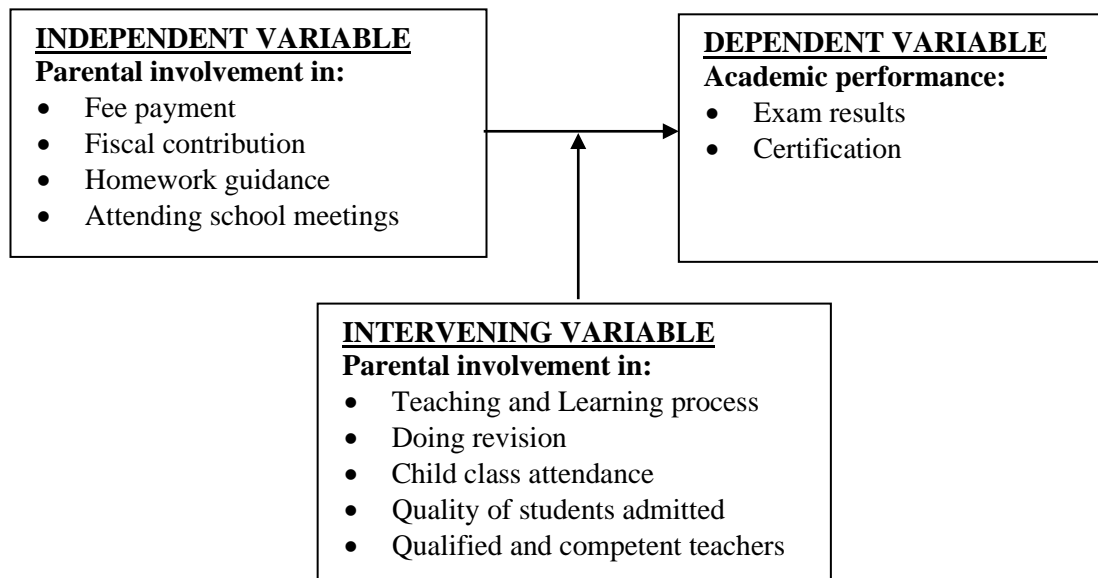 INDEPENDENT VARIABLE
Parental involvement in:
• Fee payment
• Fiscal contribution
• Homework guidance
• Attending school meetings
DEPENDENT VARIABLE
Academic performance:
• Exam results
• Certification
INTERVENING VARIABLE
Parental involvement in:
• Teaching and Learning process
• Doing revision
• Child class attendance
• Quality of students admitted
• Qualified and competent teachers